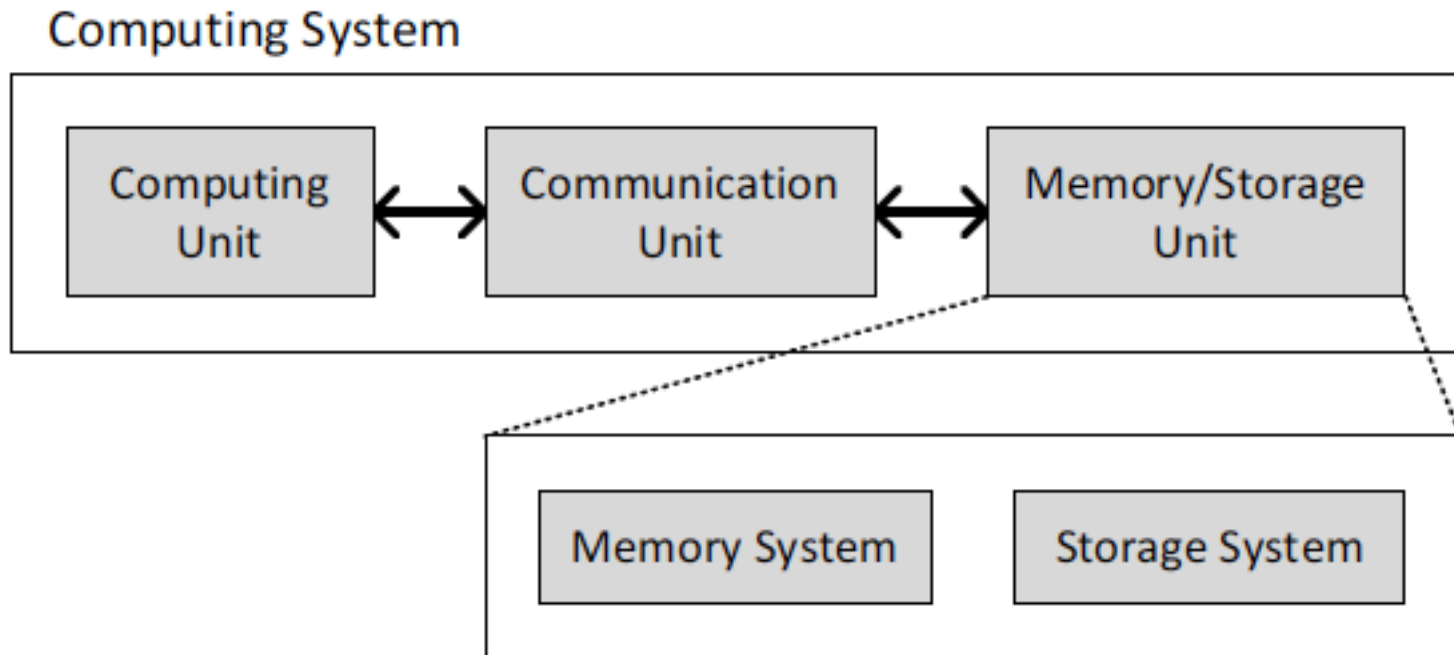 Computing System
Computing
Unit
Communication
Unit
Memory/Storage
Unit
Memory System
Storage System